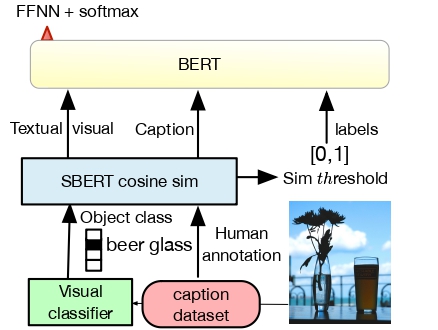 FFNN + softmax
BERT
Textual visual
Caption
labels
[0,1]
SBERT cosine sim
Sim threshold
Object class
beer glass
Human
annotation
Visual
classifier
caption
dataset